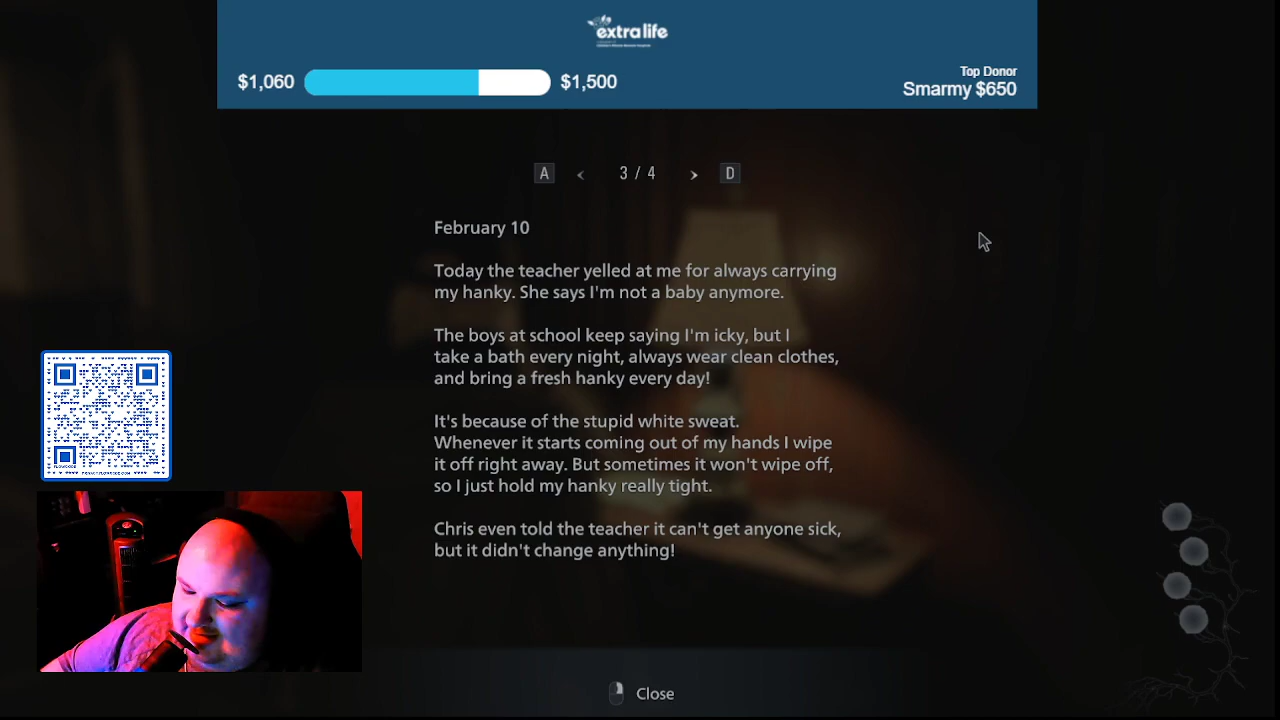 extralife
$1,060
$1,500
Top Donor
Smarmy $650
A < 3 / 4 > D
February 10
Today the teacher yelled at me for always carrying
my hanky. She says I'm not a baby anymore.
The boys at school keep saying I'm icky, but I
take a bath every night, always wear clean clothes,
and bring a fresh hanky every day!
It's because of the stupid white sweat.
Whenever it starts coming out of my hands I wipe
it off right away. But sometimes it won't wipe off,
so I just hold my hanky really tight.
Chris even told the teacher it can't get anyone sick,
but it didn't change anything!
Close